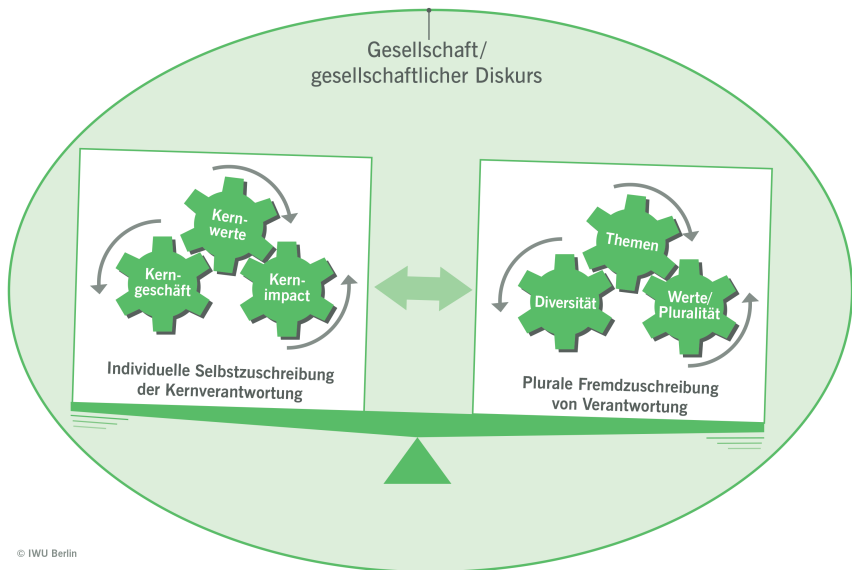 Gesellschaft/
gesellschaftlicher Diskurs
Kern-
werte
Kern-
geschäft
Kern-
impact
Individuelle Selbstzuschreibung
der Kernverantwortung
Themen
Diversität
Werte/
Pluralität
Plurale Fremdzuschreibung
von Verantwortung
© IWU Berlin